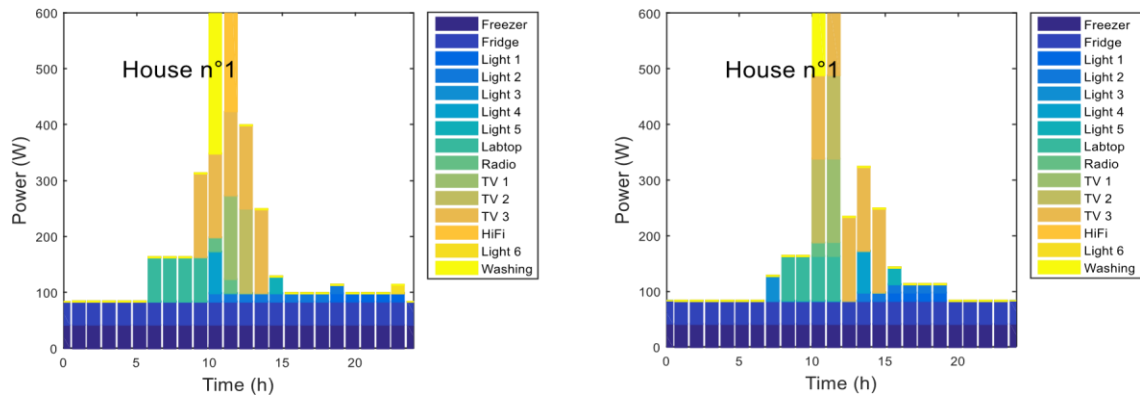 600
500
400
300
200
100
0
Power (W)
House n°1
0
5
10
15
20
Time (h)
Freezer
Fridge
Light 1
Light 2
Light 3
Light 4
Light 5
Labtop
Radio
TV 1
TV 2
TV 3
HiFi
Light 6
Washing
600
500
400
300
200
100
0
Power (W)
House n°1
0
5
10
15
20
Time (h)
Freezer
Fridge
Light 1
Light 2
Light 3
Light 4
Light 5
Labtop
Radio
TV 1
TV 2
TV 3
HiFi
Light 6
Washing